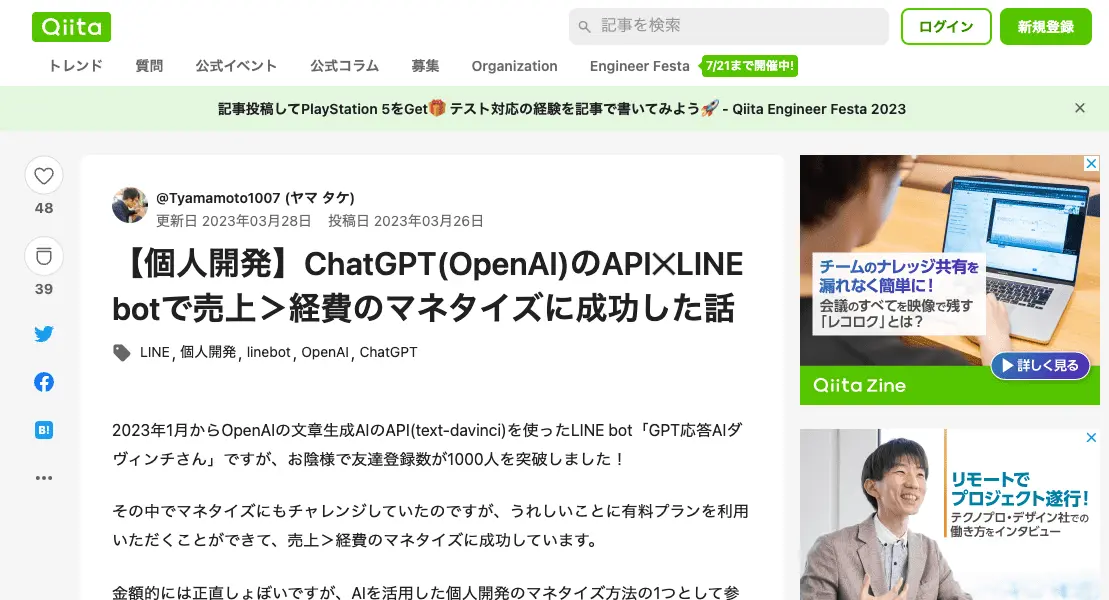 Qiita
記事を検索
ログイン
新規登録
トレンド 質問 公式イベント 公式コラム 募集 Organization Engineer Festa 7/21まで開催中!
記事投稿してPlayStation 5をGet🎁 テスト対応の経験を記事で書いてみよう🚀 - Qiita Engineer Festa 2023
48
39
B!
@Tyamamoto1007 (ヤマ タケ)
更新日 2023年03月28日 投稿日 2023年03月26日
【個人開発】ChatGPT(OpenAI)のAPI✕LINE
botで売上＞経費のマネタイズに成功した話
LINE, 個人開発, linebot, OpenAI, ChatGPT
2023年1月からOpenAIの文章生成AIのAPI(text-davinci)を使ったLINE bot「GPT応答AIダ
ヴィンチさん」ですが、お陰様で友達登録数が1000人を突破しました！
その中でマネタイズにもチャレンジしていたのですが、うれしいことに有料プランを利用
いただくことができて、売上＞経費のマネタイズに成功しています。
金額的には正直しょぼいですが、AIを活用した個人開発のマネタイズ方法の1つとして参
チームのナレッジ共有を
漏れなく簡単に!
会議のすべてを映像で残す
「レコロク」とは?
▶詳しく見る
Qiita Zine
リモートで
プロジェクト遂行!
テクノプロ・デザイン社での
働き方をインタビュー